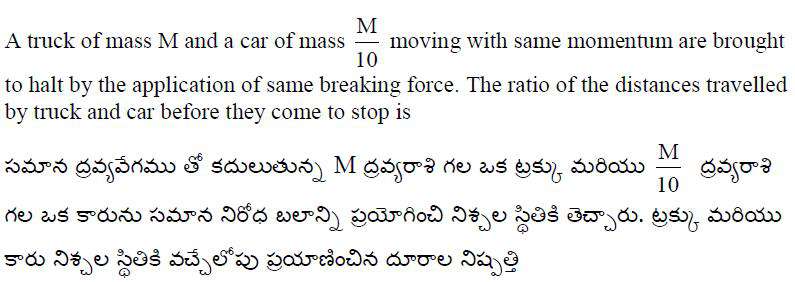 A truck of mass M and a car of mass M/10 moving with same momentum are brought
to halt by the application of same breaking force. The ratio of the distances travelled
by truck and car before they come to stop is
సమాన ద్రవ్యవేగము తో కదులుతున్న M ద్రవ్యరాశి గల ఒక ట్రక్కు మరియు M/10 ద్రవ్యరాశి
గల ఒక కారును సమాన నిరోధ బలాన్ని ప్రయోగించి నిశ్చల స్థితికి తెచ్చారు. ట్రక్కు మరియు
కారు నిశ్చల స్థితికి వచ్చేలోపు ప్రయాణించిన దూరాల నిష్పత్తి